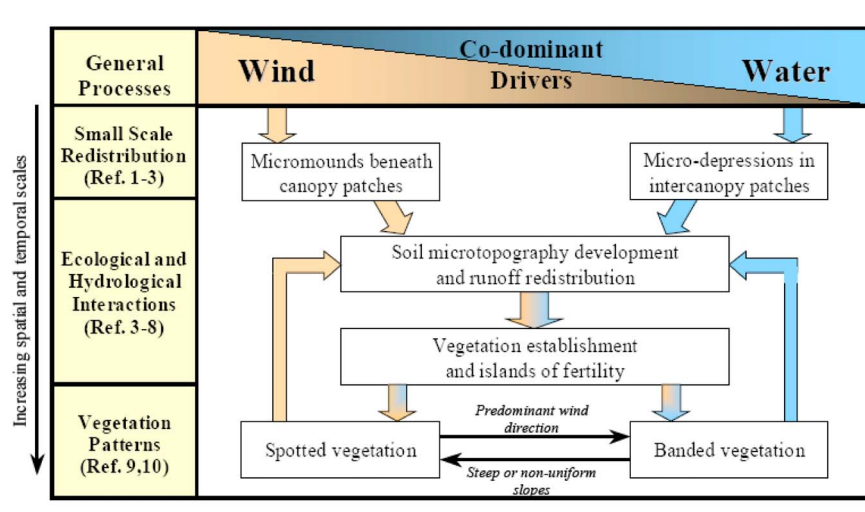 General
Processes
Wind
Co-dominant
Drivers
Water
Increasing spatial and temporal scales
Small Scale
Redistribution
(Ref. 1-3)
Micromounds beneath
canopy patches
Micro-depressions in
intercanopy patches
Ecological and
Hydrological
Interactions
(Ref. 3-8)
Soil microtopography development
and runoff redistribution
Vegetation establishment
and islands of fertility
Vegetation
Patterns
(Ref. 9,10)
Spotted vegetation
Predominant wind
direction
Steep or non-uniform
slopes
Banded vegetation